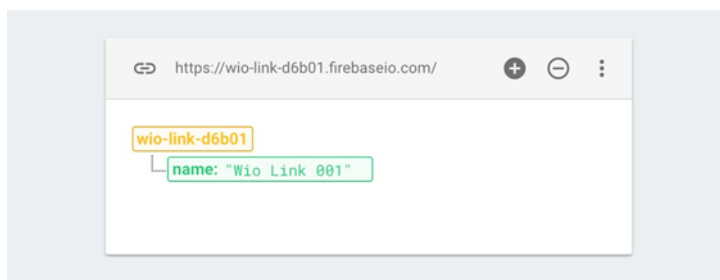 https://wio-link-d6b01.firebaseio.com/
wio-link-d6b01
name: "Wio Link 001"